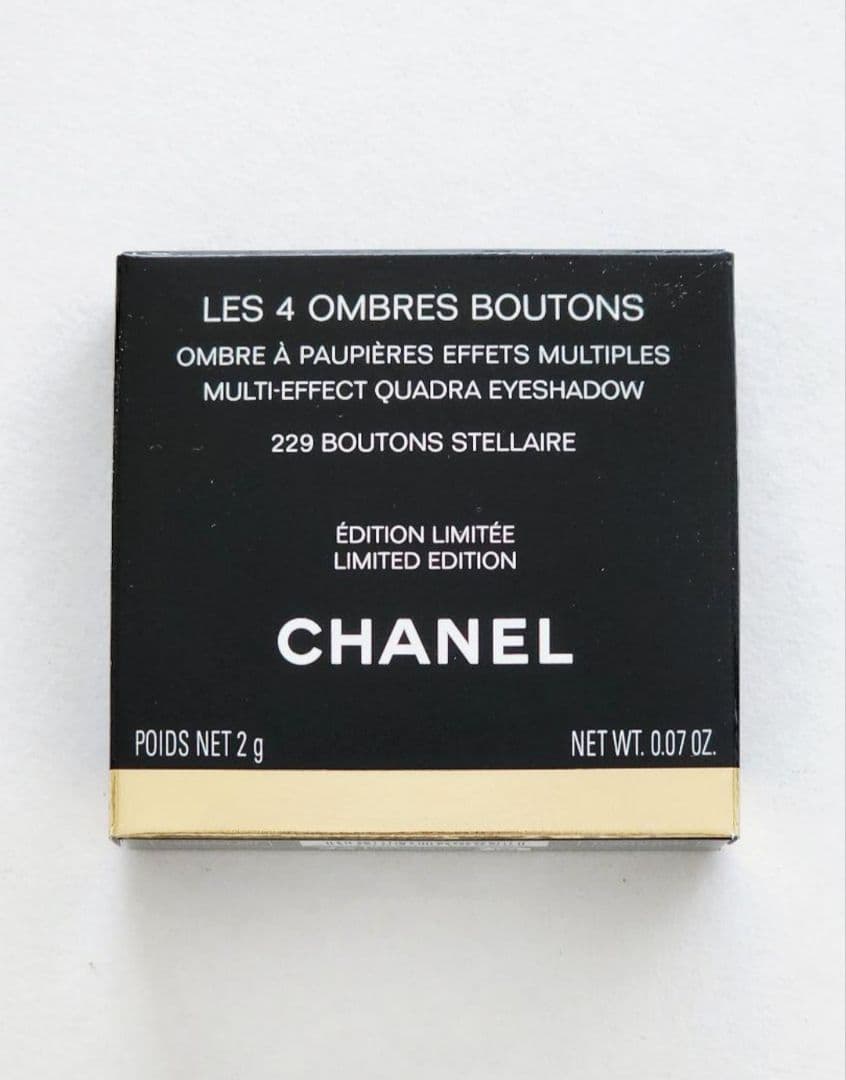 LES 4 OMBRES BOUTONS
OMBRE À PAUPIÈRES EFFETS MULTIPLES
MULTI-EFFECT QUADRA EYESHADOW
229 BOUTONS STELLAIRE
ÉDITION LIMITÉE
LIMITED EDITION
CHANEL
POIDS NET 2 g NET WT. 0.07 OZ.